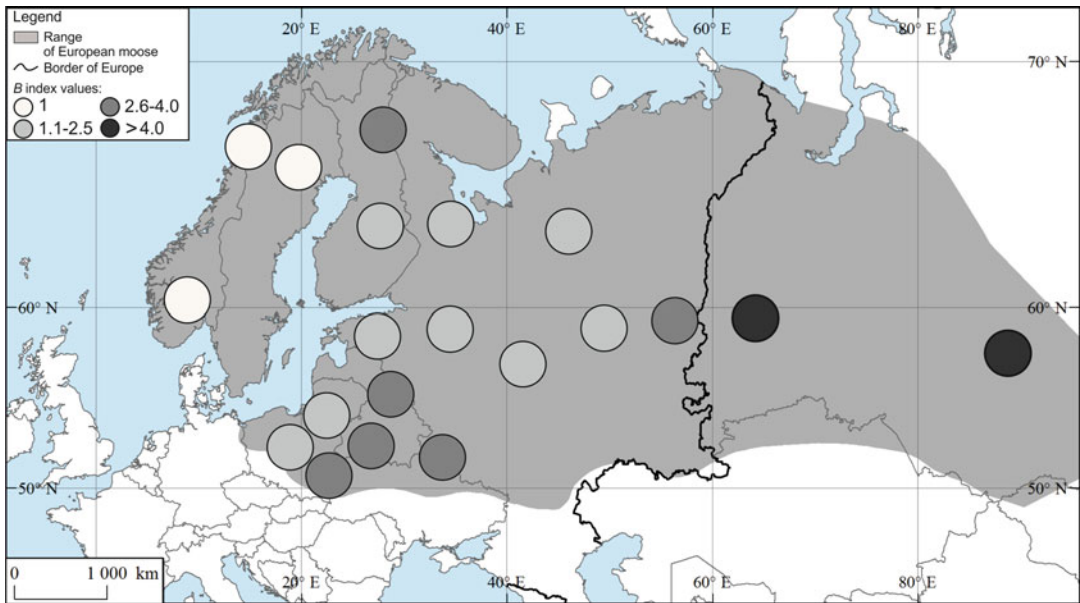 Legend
Range
of European moose
Border of Europe
B index values:
1 2.6-4.0
1.1-2.5 >4.0
20° E 40° E 60° E 80° E
70° N
60° N 60° N
50° N 50° N
0 1 000 km
20° E 40° E 60° E 80° E